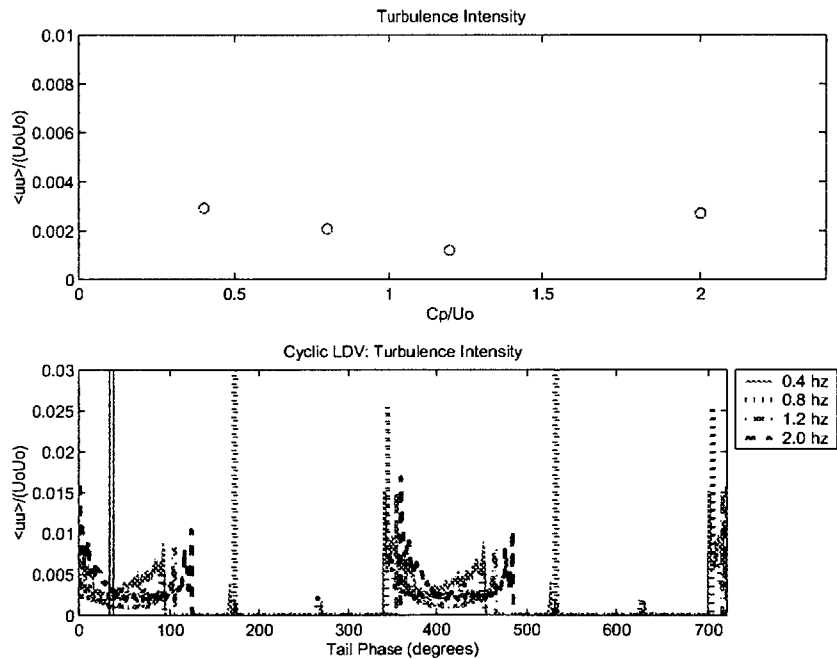 Turbulence Intensity
0.01
0.008
0.006
0.004
0.002
0
<uu>/(UoUo)
0 0.5 1 1.5 2
Cp/Uo
Cyclic LDV: Turbulence Intensity
0.03
0.025
0.02
0.015
0.01
0.005
0
<uu>/(UoUo)
0 100 200 300 400 500 600 700
Tail Phase (degrees)
0.4 hz
0.8 hz
1.2 hz
2.0 hz